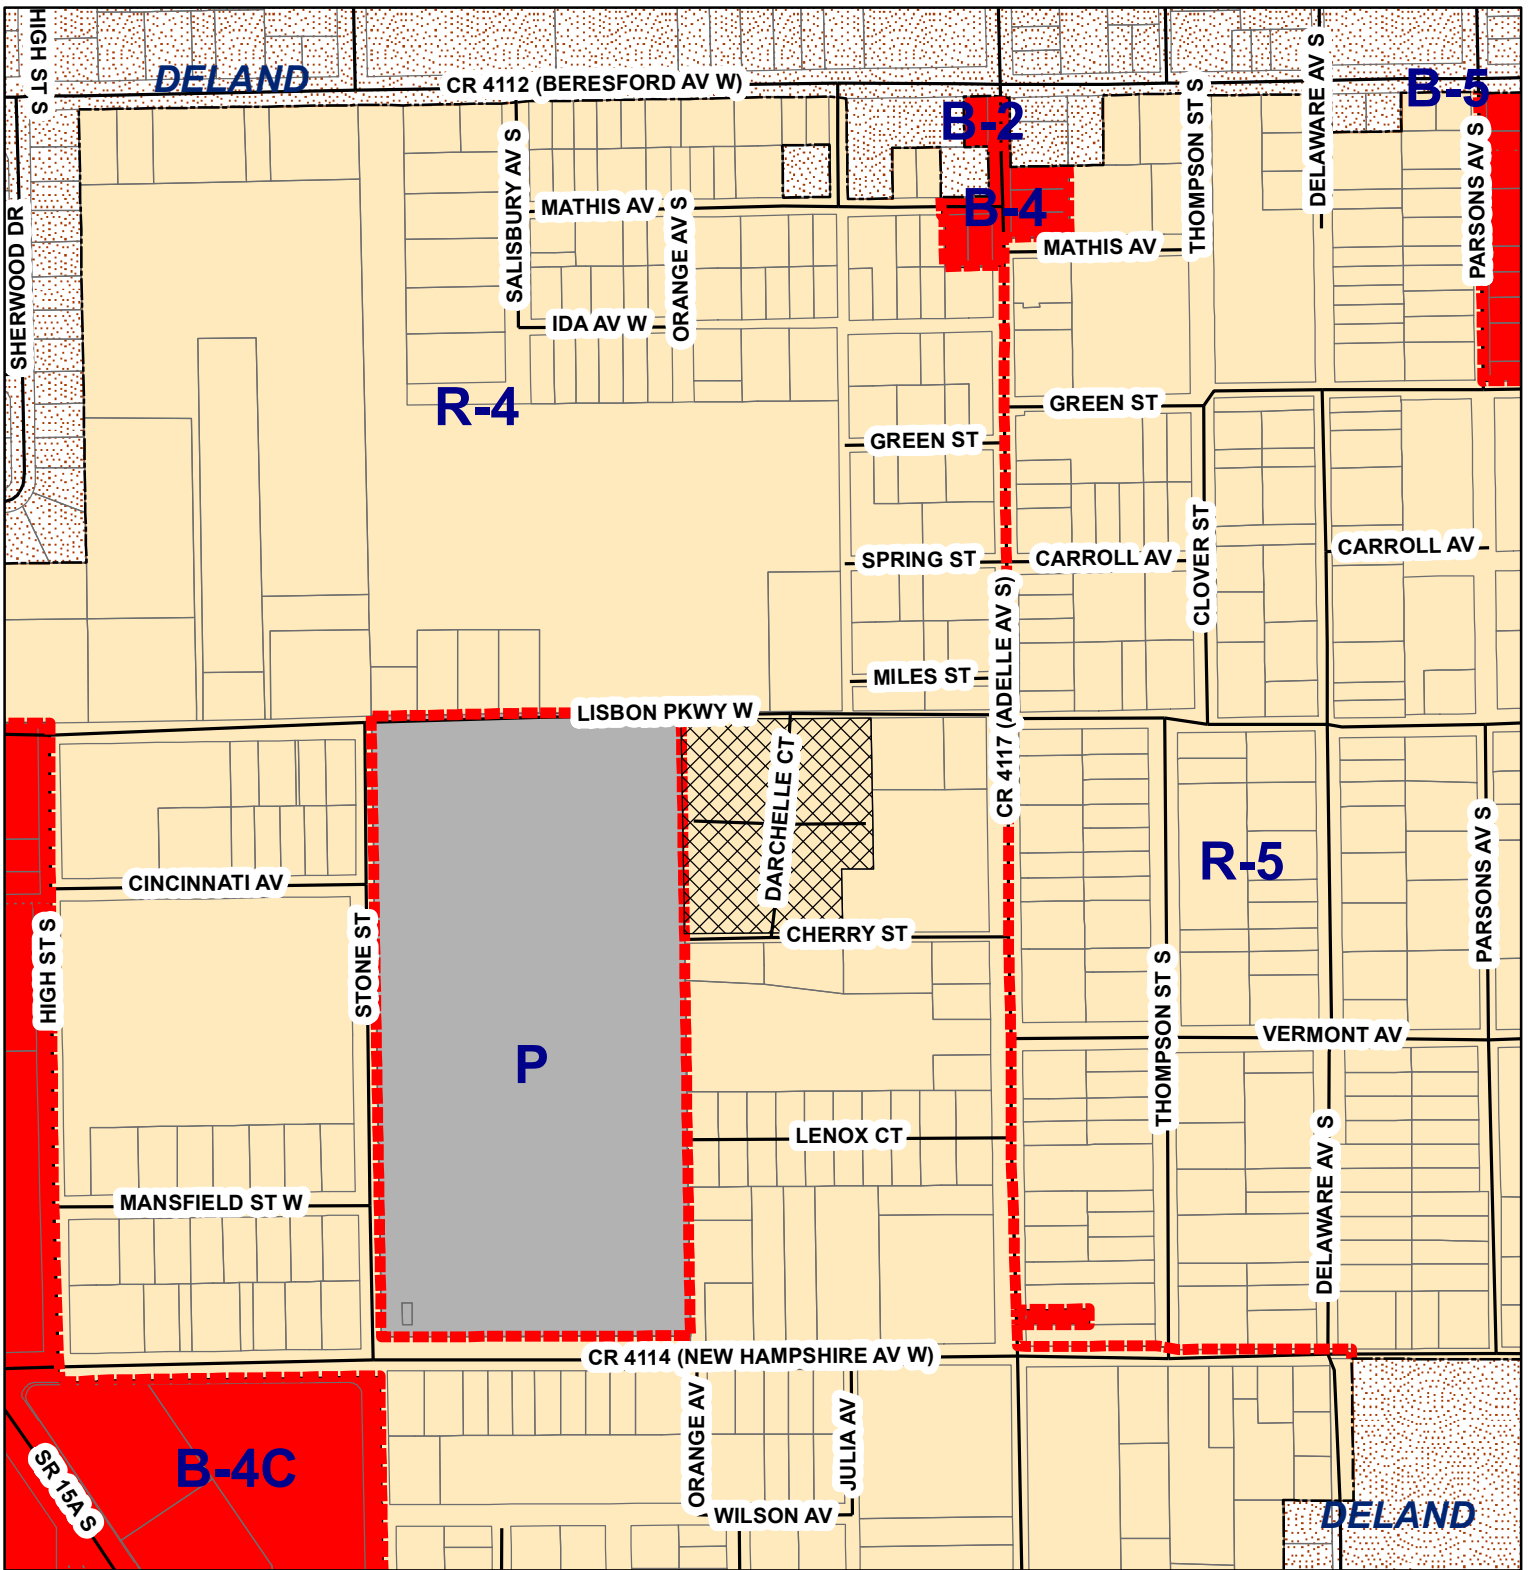 HIGH ST S
DELAND
CR 4112 (BERESFORD AV W)
B-5
B-2
THOMPSON ST S
DELAWARE AV S
PARSONS AV S
SHERWOOD DR
SALISBURY AV S
MATHIS AV
ORANGE AV S
B-4
MATHIS AV
IDA AV W
R-4
GREEN ST
GREEN ST
SPRING ST
CARROLL AV
CLOVER ST
CARROLL AV
MILES ST
CR 4117 (ADELLE AV S)
LISBON PKWY W
DARCHELLE CT
R-5
PARSONS AV S
CINCINNATI AV
HIGH ST S
STONE ST
CHERRY ST
THOMPSON ST S
VERMONT AV
P
LENOX CT
DELAWARE AV S
MANSFIELD ST W
CR 4114 (NEW HAMPSHIRE AV W)
ORANGE AV
JULIA AV
B-4C
SR 15A S
WILSON AV
DELAND